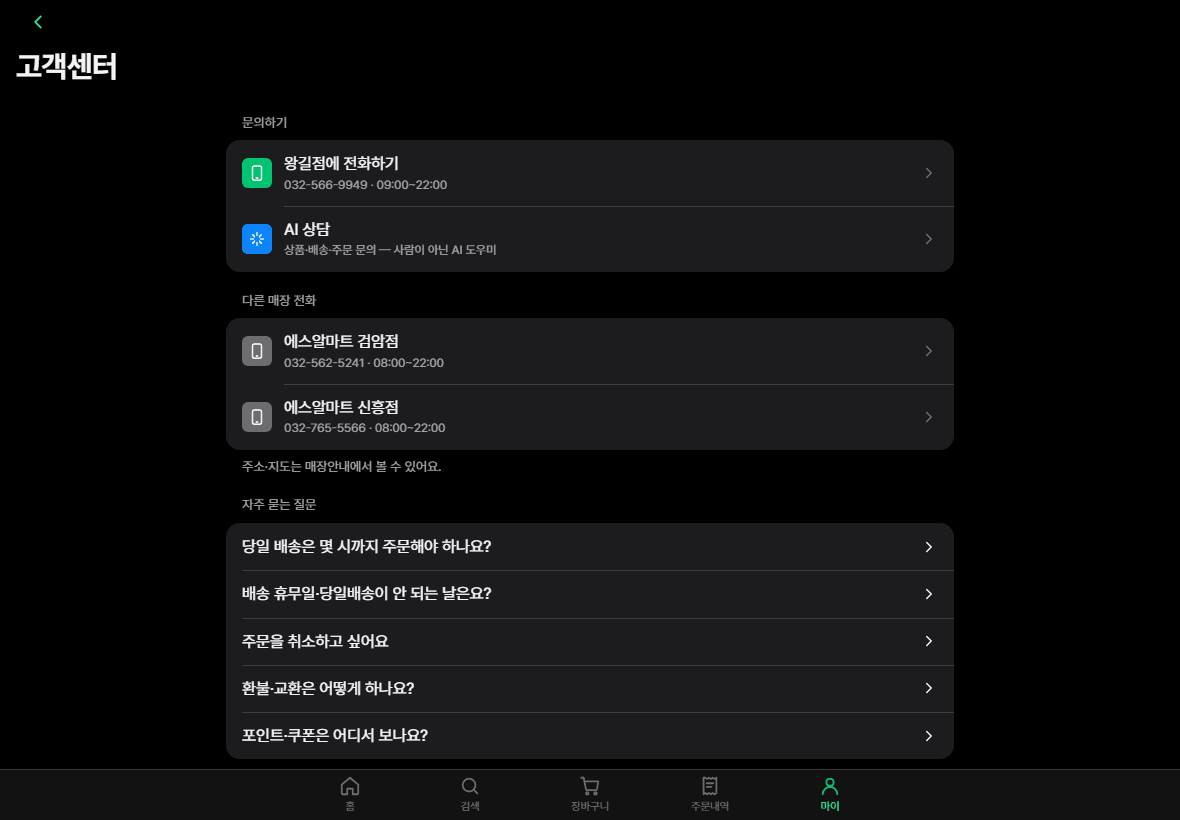 고객센터
문의하기
왕길점에 전화하기
032-566-9949 · 09:00~22:00
AI 상담
상품·배송·주문 문의 — 사람이 아닌 AI 도우미
다른 매장 전화
에스알마트 검암점
032-562-5241 · 08:00~22:00
에스알마트 신흥점
032-765-5566 · 08:00~22:00
주소·지도는 매장안내에서 볼 수 있어요.
자주 묻는 질문
당일 배송은 몇 시까지 주문해야 하나요?
배송 휴무일·당일배송이 안 되는 날은요?
주문을 취소하고 싶어요
환불·교환은 어떻게 하나요?
포인트·쿠폰은 어디서 보나요?
홈
검색
장바구니
주문내역
마이